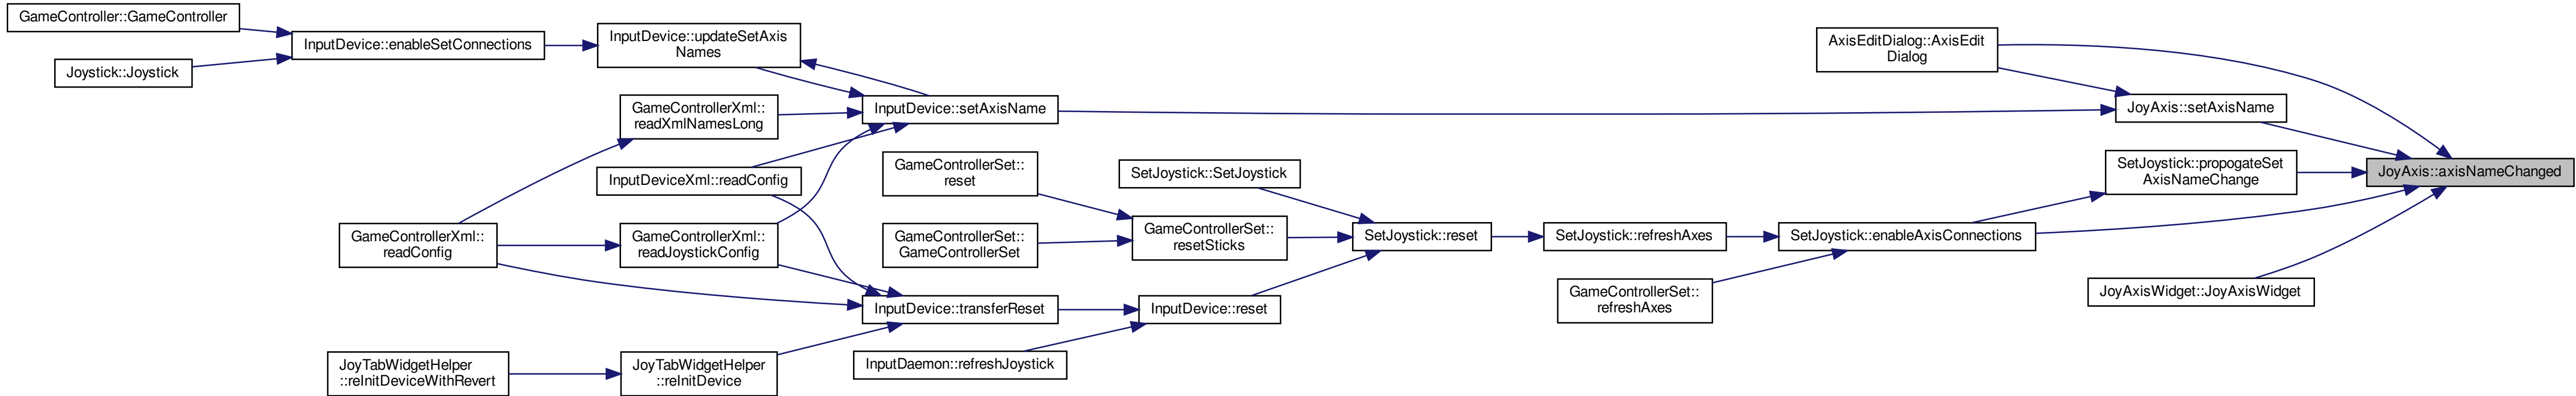 GameController::GameController
Joystick::Joystick
InputDevice::enableSetConnections
InputDevice::updateSetAxis
Names
GameControllerXml::
readXmlNamesLong
InputDeviceXml::readConfig
GameControllerXml::
readConfig
GameControllerXml::
readJoystickConfig
JoyTabWidgetHelper
::reInitDeviceWithRevert
JoyTabWidgetHelper
::reInitDevice
InputDevice::setAxisName
GameControllerSet::
reset
GameControllerSet::
GameControllerSet
InputDevice::transferReset
InputDaemon::refreshJoystick
SetJoystick::SetJoystick
GameControllerSet::
resetSticks
InputDevice::reset
SetJoystick::reset
SetJoystick::refreshAxes
GameControllerSet::
refreshAxes
AxisEditDialog::AxisEdit
Dialog
SetJoystick::enableAxisConnections
JoyAxis::setAxisName
SetJoystick::propogateSet
AxisNameChange
JoyAxisWidget::JoyAxisWidget
JoyAxis::axisNameChanged